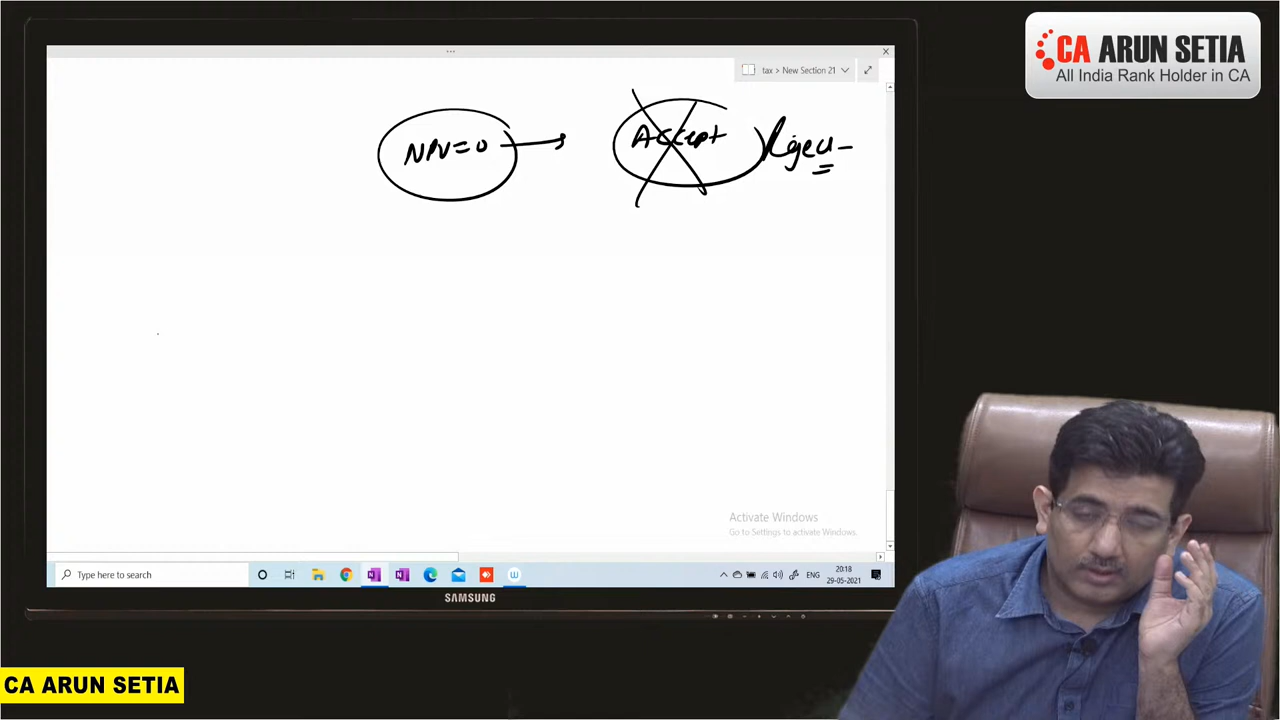 CA ARUN SETIA
All India Rank Holder in CA
tax > New Section 21
NPV=0 Accept Reject
Activate Windows
Go to Settings to activate Windows.
Type here to search
ENG
20:18
29-05-2021
SAMSUNG
CA ARUN SETIA